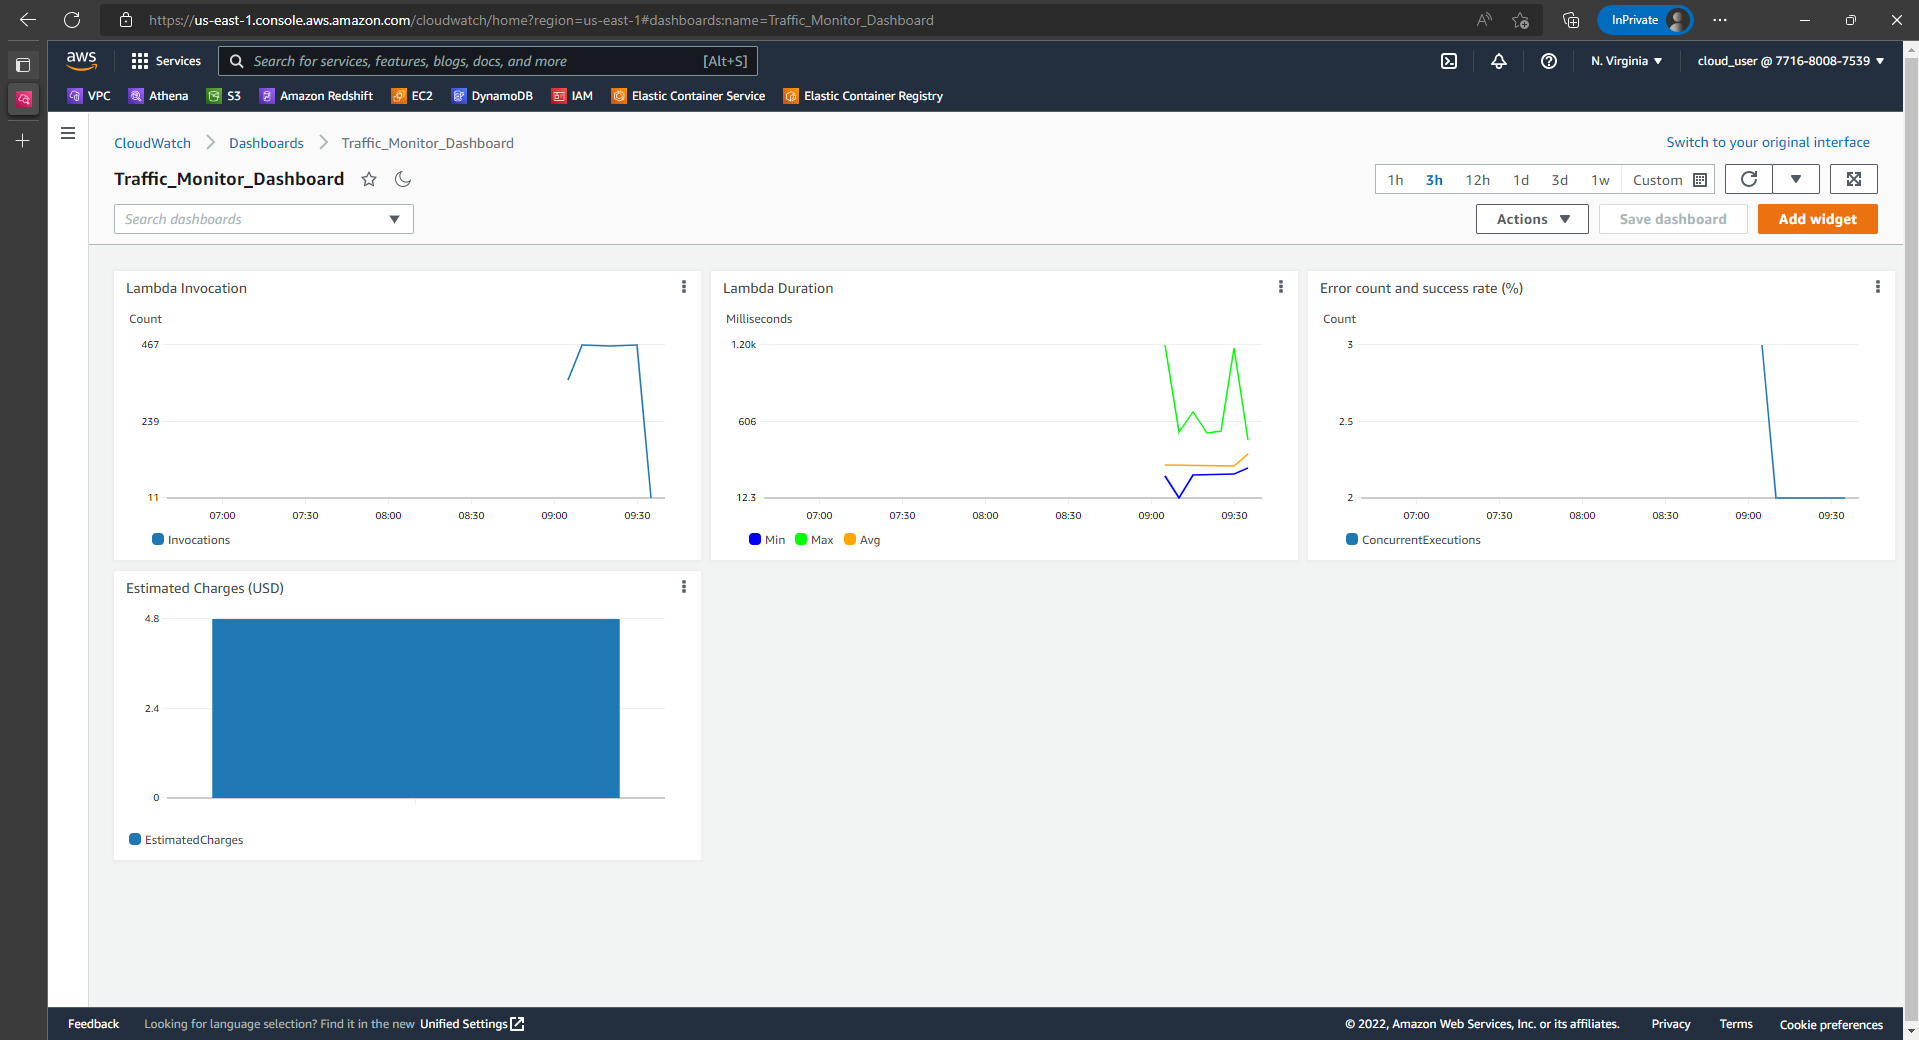 https://us-east-1.console.aws.amazon.com/cloudwatch/home?region=us-east-1#dashboards:name=Traffic_Monitor_Dashboard
InPrivate
aws
Services
Search for services, features, blogs, docs, and more
[Alt+S]
N. Virginia
cloud_user @ 7716-8008-7539
VPC
Athena
S3
Amazon Redshift
EC2
DynamoDB
IAM
Elastic Container Service
Elastic Container Registry
CloudWatch
Dashboards
Traffic_Monitor_Dashboard
Switch to your original interface
Traffic_Monitor_Dashboard
1h
3h
12h
1d
3d
1w
Custom
Search dashboards
Actions
Save dashboard
Add widget
Lambda Invocation
Count
467
239
11
07:00
07:30
08:00
08:30
09:00
09:30
Invocations
Lambda Duration
Milliseconds
1.20k
606
12.3
07:00
07:30
08:00
08:30
09:00
09:30
Min
Max
Avg
Error count and success rate (%)
Count
3
2.5
2
07:00
07:30
08:00
08:30
09:00
09:30
ConcurrentExecutions
Estimated Charges (USD)
4.8
2.4
0
EstimatedCharges
Feedback
Looking for language selection? Find it in the new Unified Settings
© 2022, Amazon Web Services, Inc. or its affiliates.
Privacy
Terms
Cookie preferences